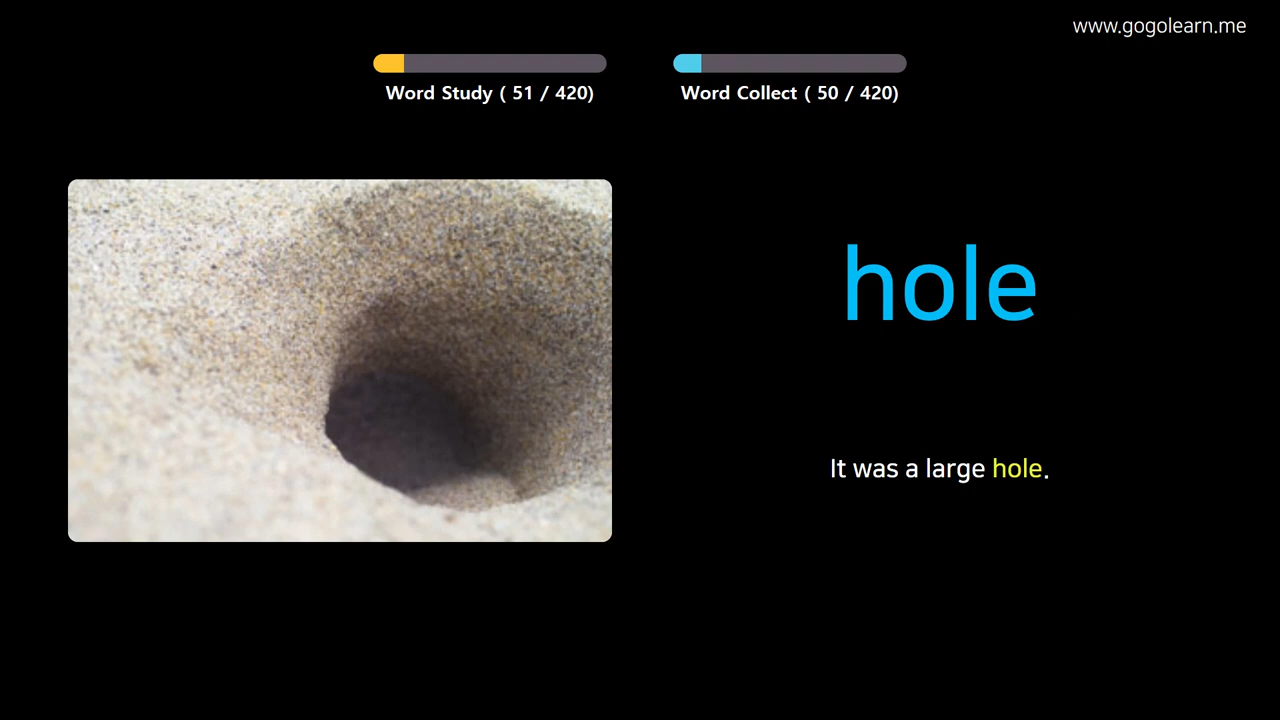 www.gogolearn.me
Word Study ( 51 / 420)
Word Collect ( 50 / 420)
hole
It was a large hole.